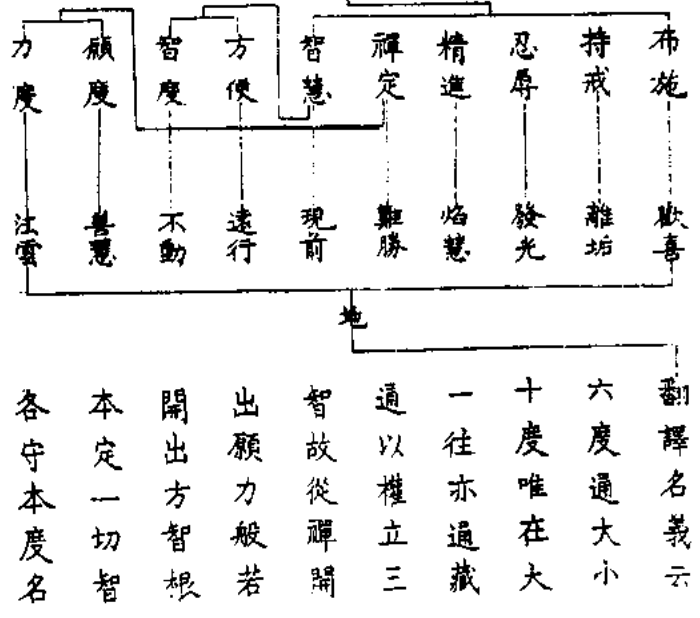 布施
持戒
忍辱
精進
禪定
智慧
方便
智度
願度
力度
歡喜
離垢
發光
焰慧
難勝
現前
遠行
不動
善慧
法雲
地
翻譯名義云
六度通大小
十度唯在大
一往亦通藏
通以權立三
智故從禪開
出願力般若
開出方智根
本定一切智
各守本度名